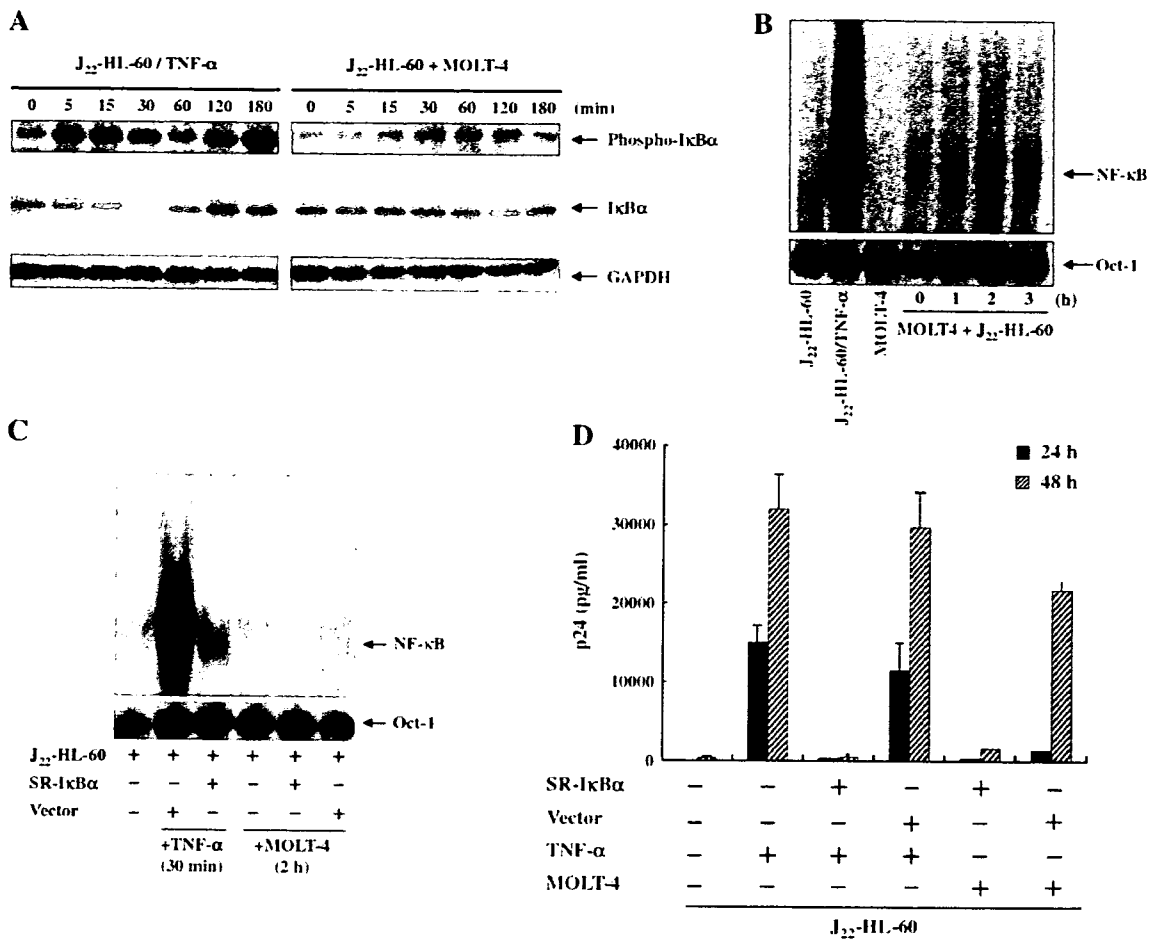 A
J22-HL-60 / TNF-α
J22-HL-60 + MOLT-4
0 5 15 30 60 120 180
0 5 15 30 60 120 180 (min)
Phospho-IκBα
IκBα
GAPDH
B
NF-κB
Oct-1
J22-HL-60
J22-HL-60/TNF-α
MOLT-4
0 1 2 3 (h)
MOLT4 + J22-HL-60
C
NF-κB
Oct-1
J22-HL-60 + + + + + +
SR-IκBα - - + - + -
Vector - + - - - +
+TNF-α
(30 min)
+MOLT-4
(2 h)
D
24 h
48 h
p24 (pg/ml)
40000
30000
20000
10000
0
SR-IκBα - - + - + -
Vector - - - + - +
TNF-α - + + + - -
MOLT-4 - - - - + +
J22-HL-60